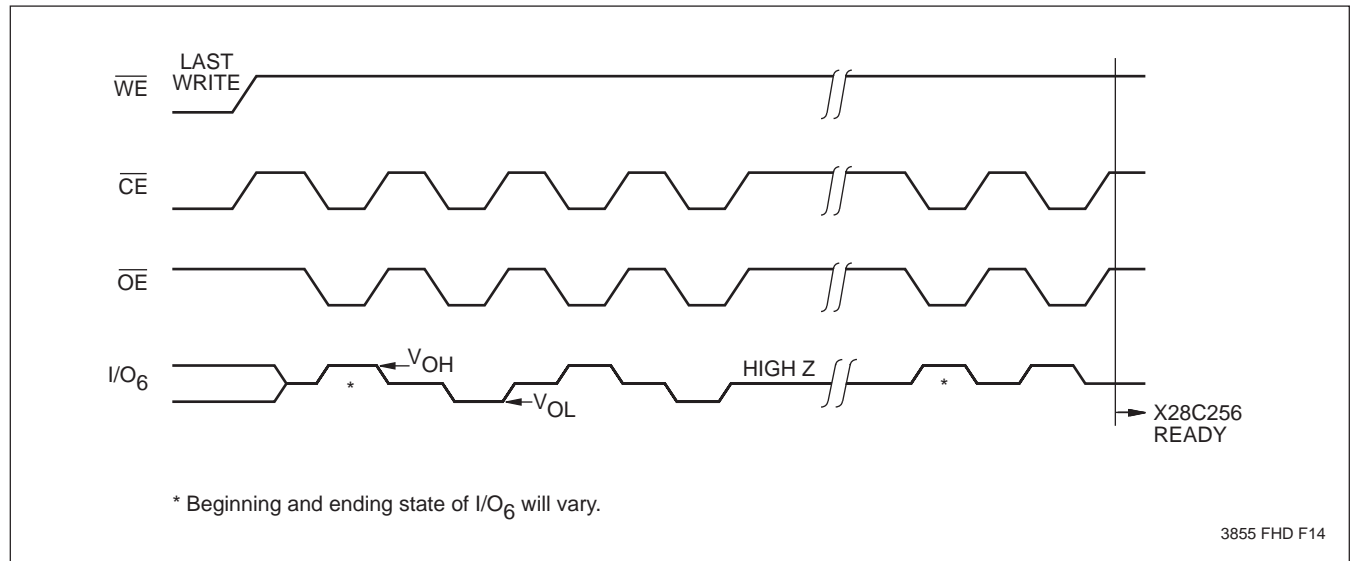 LAST
WRITE
WE
CE
OE
I/O6
VOH
*
VOL
HIGH Z
*
X28C256
READY
* Beginning and ending state of I/O6 will vary.
3855 FHD F14